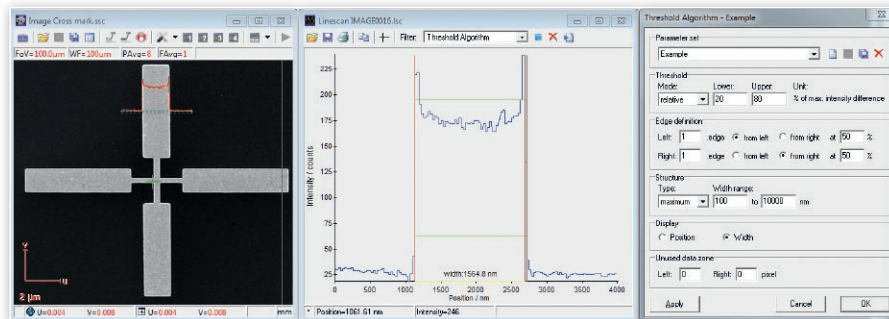 Image Cross mark.ssc
FoV=100.0µm WF=100µm PAvg=8 FAvg=1
v
u
2 µm
U=0.004 V=0.008 U=0.004 V=0.008 mm
Linescan IMAGE0016.lsc
Filter: Threshold Algorithm
Intensity / counts
225
200
175
150
125
100
75
50
25
width:1564.8 nm
0 500 1000 1500 2000 2500 3000 3500 4000
Position / nm
* Position=1061.61 nm Intensity=246
Threshold Algorithm - Example
Parameter set
Example
Threshold
Mode: Lower: Upper: Unit:
relative 20 80 % of max. intensity difference
Edge definition
Left: 1 .edge from left from right at 50 %
Right: 1 .edge from left from right at 50 %
Structure
Type: Width range:
maximum 100 to 10000 nm
Display
Position Width
Unused data zone
Left: 0 Right: 0 pixel
Apply Cancel OK